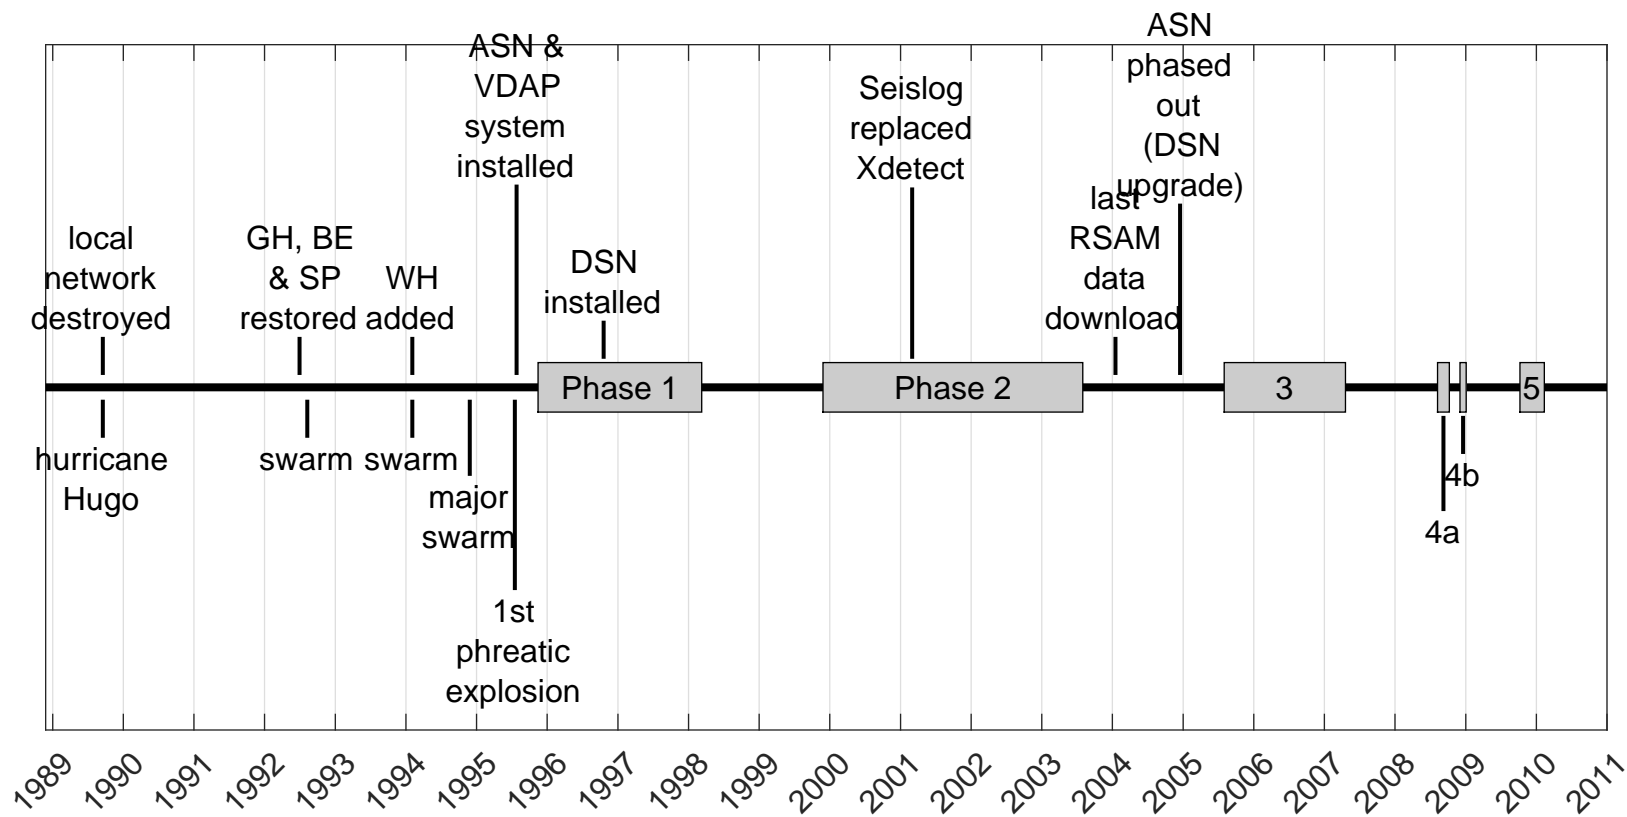 ASN &
VDAP
system
installed
Seislog
replaced
Xdetect
ASN
phased
out
(DSN
upgrade)
local
network
destroyed
GH, BE
& SP
restored
WH
added
DSN
installed
last
RSAM
data
download
Phase 1
Phase 2
3
5
hurricane
Hugo
swarm
swarm
major
swarm
1st
phreatic
explosion
4a
4b
1989
1990
1991
1992
1993
1994
1995
1996
1997
1998
1999
2000
2001
2002
2003
2004
2005
2006
2007
2008
2009
2010
2011